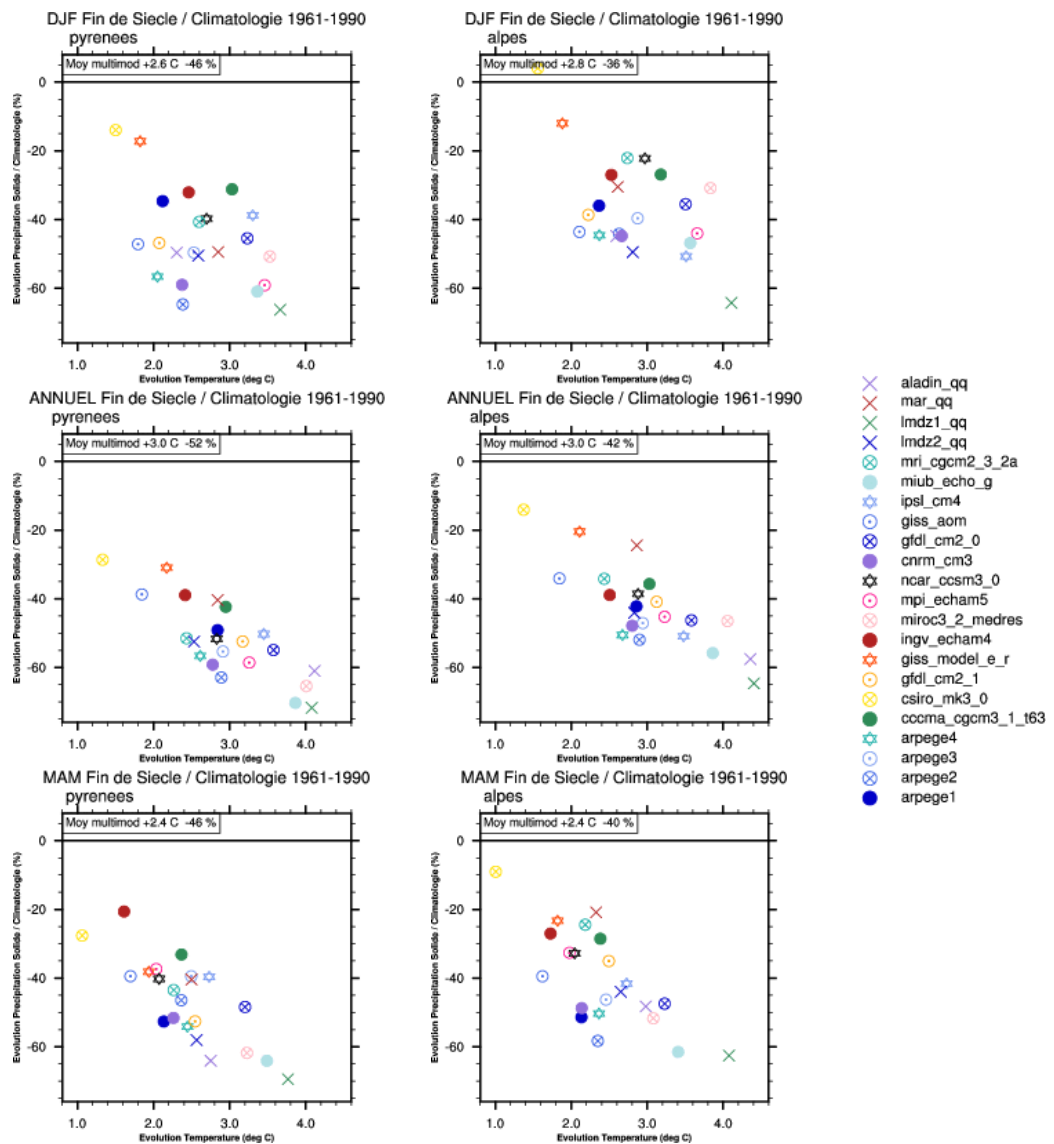 DJF Fin de Siecle / Climatologie 1961-1990
pyrenees
Moy multimod +2.6 C -46 %
Evolution Precipitation Solide / Climatologie (%)
0
-20
-40
-60
1.0 2.0 3.0 4.0
Evolution Temperature (deg C)
DJF Fin de Siecle / Climatologie 1961-1990
alpes
Moy multimod +2.8 C -36 %
Evolution Precipitation Solide / Climatologie (%)
0
-20
-40
-60
1.0 2.0 3.0 4.0
Evolution Temperature (deg C)
ANNUEL Fin de Siecle / Climatologie 1961-1990
pyrenees
Moy multimod +3.0 C -52 %
Evolution Precipitation Solide / Climatologie (%)
0
-20
-40
-60
1.0 2.0 3.0 4.0
Evolution Temperature (deg C)
ANNUEL Fin de Siecle / Climatologie 1961-1990
alpes
Moy multimod +3.0 C -42 %
Evolution Precipitation Solide / Climatologie (%)
0
-20
-40
-60
1.0 2.0 3.0 4.0
Evolution Temperature (deg C)
MAM Fin de Siecle / Climatologie 1961-1990
pyrenees
Moy multimod +2.4 C -46 %
Evolution Precipitation Solide / Climatologie (%)
0
-20
-40
-60
1.0 2.0 3.0 4.0
Evolution Temperature (deg C)
MAM Fin de Siecle / Climatologie 1961-1990
alpes
Moy multimod +2.4 C -40 %
Evolution Precipitation Solide / Climatologie (%)
0
-20
-40
-60
1.0 2.0 3.0 4.0
Evolution Temperature (deg C)
aladin_qq
mar_qq
lmdz1_qq
lmdz2_qq
mri_cgcm2_3_2a
miub_echo_g
ipsl_cm4
giss_aom
gfdl_cm2_0
cnrm_cm3
ncar_ccsm3_0
mpi_echam5
miroc3_2_medres
ingv_echam4
giss_model_e_r
gfdl_cm2_1
csiro_mk3_0
cccma_cgcm3_1_t63
arpege4
arpege3
arpege2
arpege1